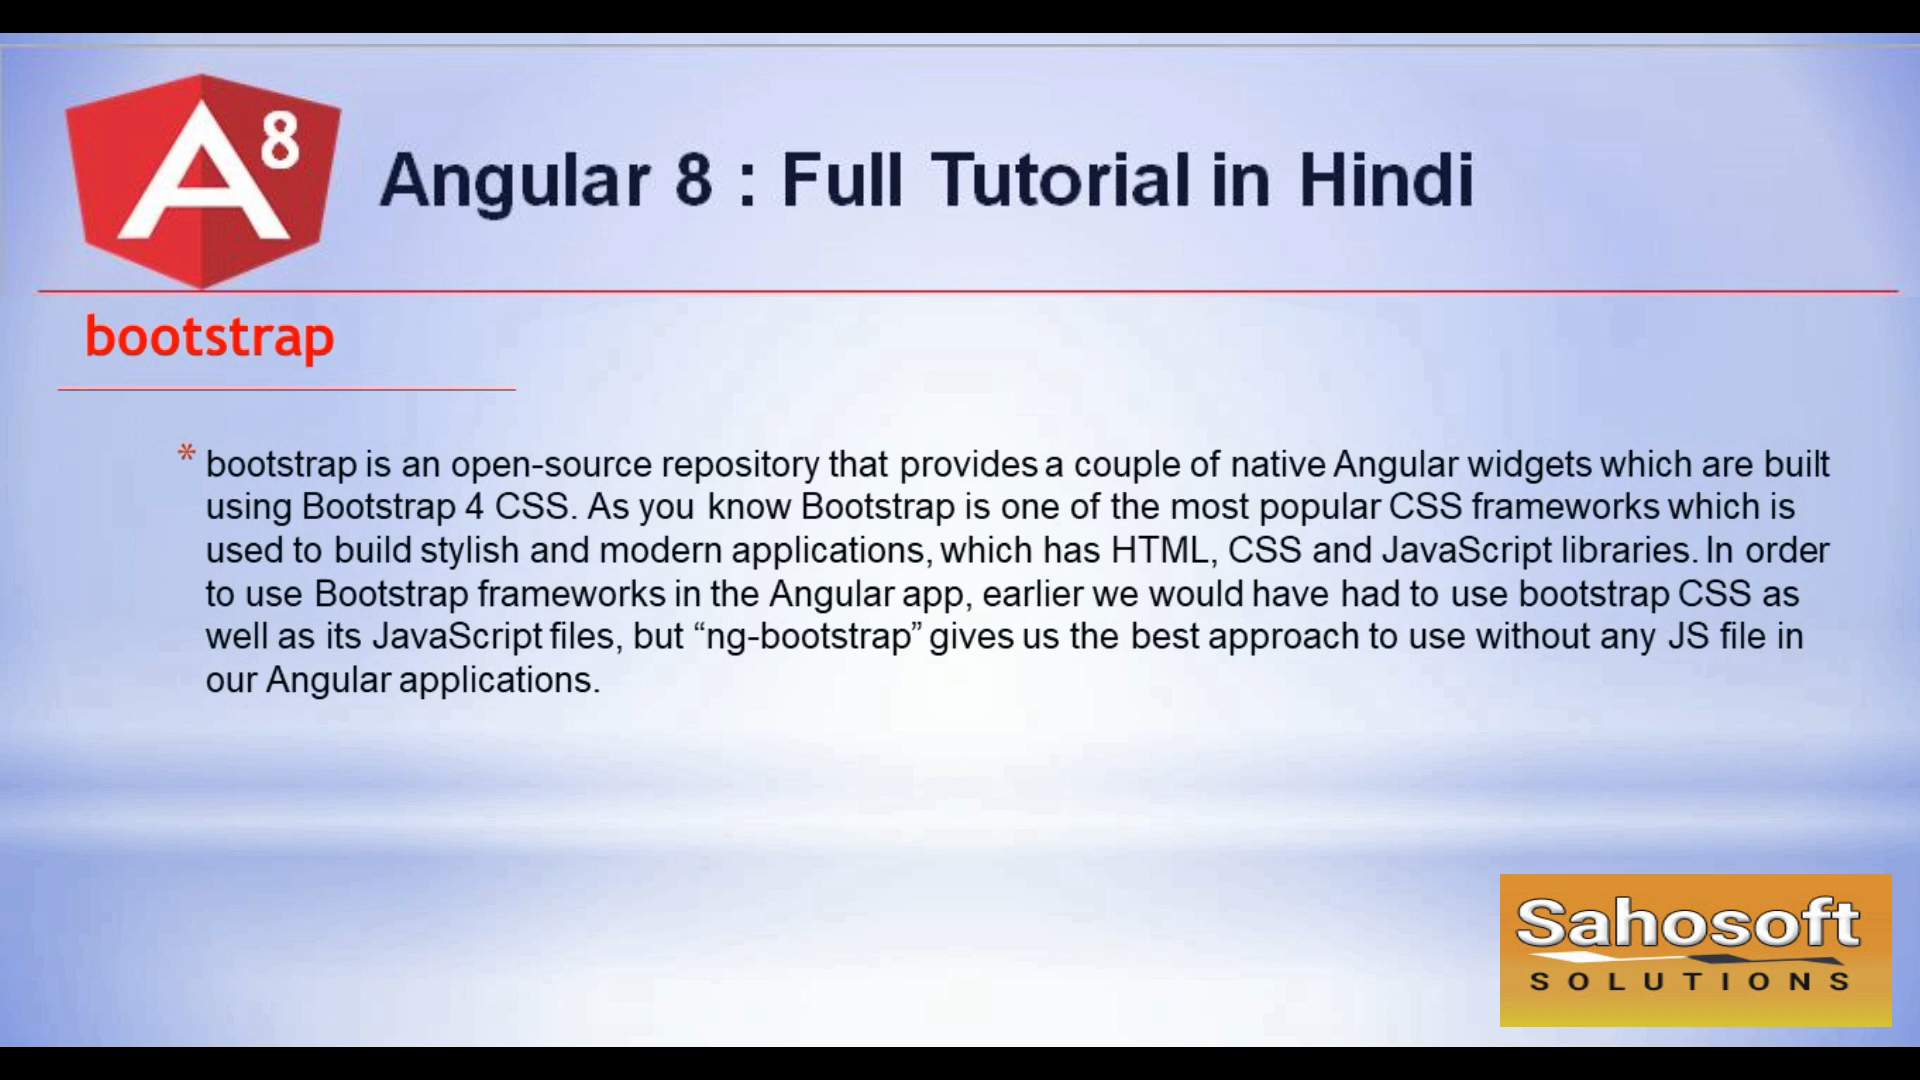 A8
Angular 8 : Full Tutorial in Hindi
bootstrap
* bootstrap is an open-source repository that provides a couple of native Angular widgets which are built
using Bootstrap 4 CSS. As you know Bootstrap is one of the most popular CSS frameworks which is
used to build stylish and modern applications, which has HTML, CSS and JavaScript libraries. In order
to use Bootstrap frameworks in the Angular app, earlier we would have had to use bootstrap CSS as
well as its JavaScript files, but “ng-bootstrap” gives us the best approach to use without any JS file in
our Angular applications.
Sahosoft
SOLUTIONS